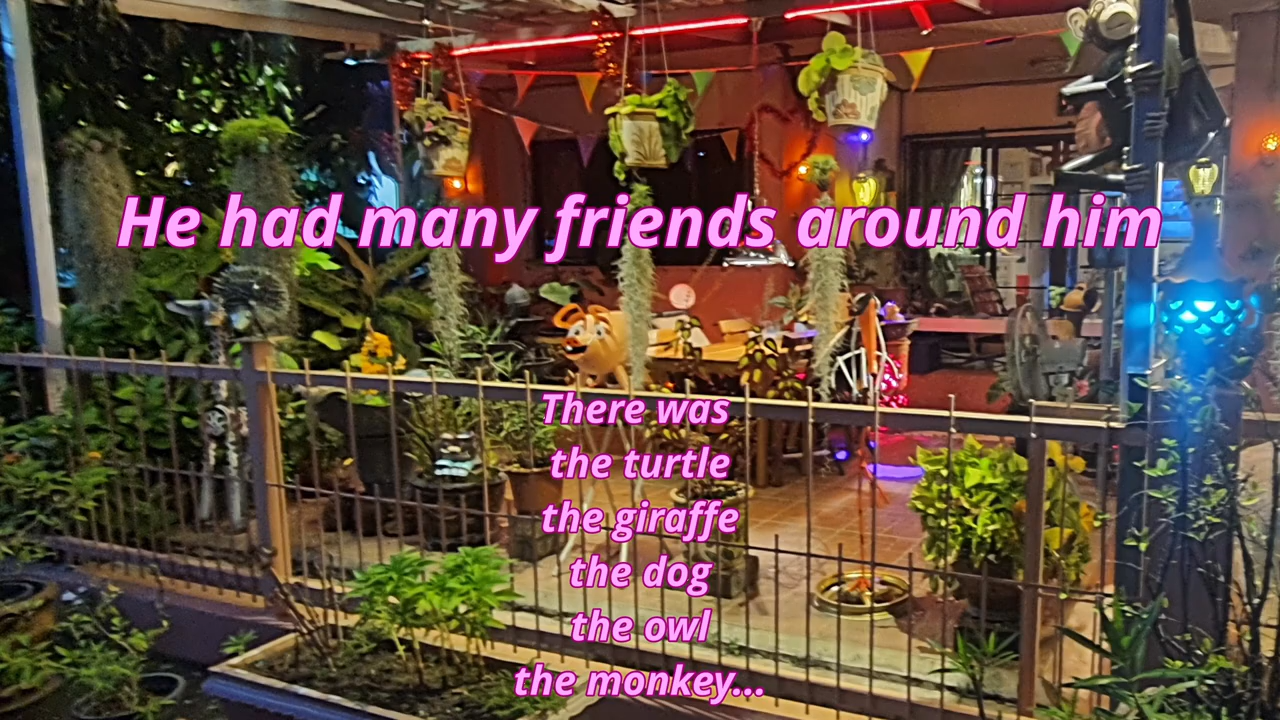 He had many friends around him
There was
the turtle
the giraffe
the dog
the owl
the monkey...